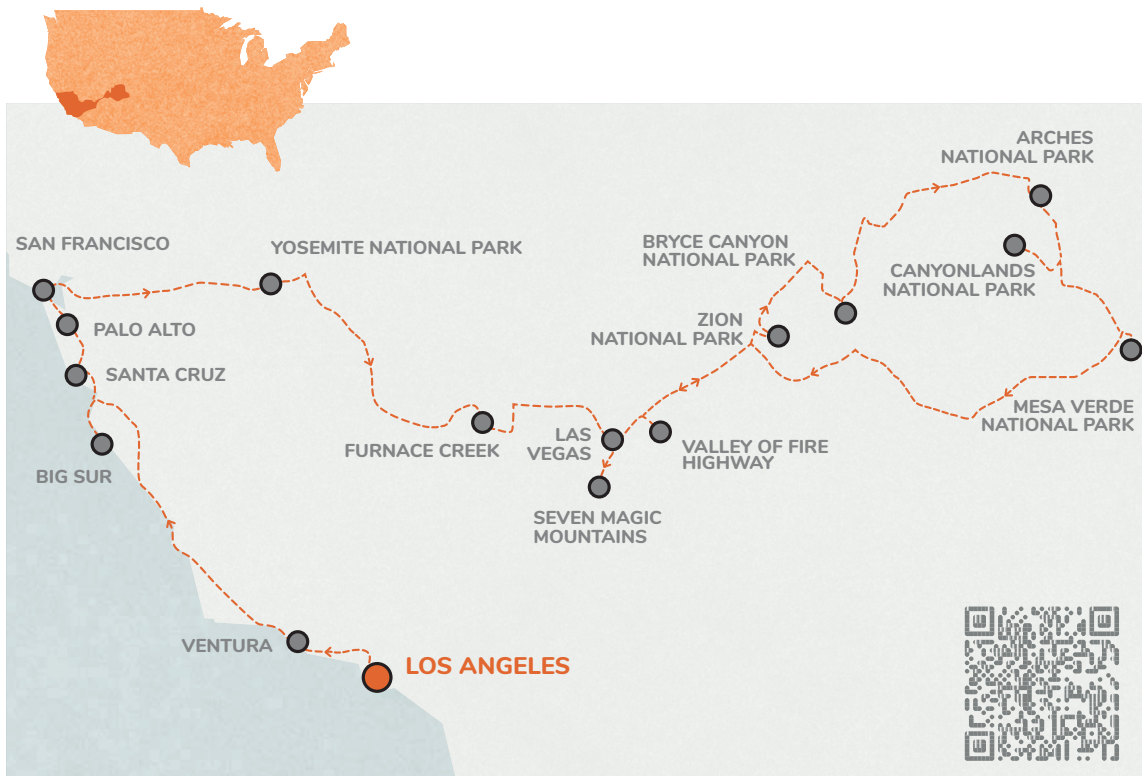 ARCHES
NATIONAL PARK
SAN FRANCISCO
YOSEMITE NATIONAL PARK
BRYCE CANYON
NATIONAL PARK
CANYONLANDS
NATIONAL PARK
PALO ALTO
ZION
NATIONAL PARK
SANTA CRUZ
MESA VERDE
NATIONAL PARK
FURNACE CREEK
LAS
VEGAS
VALLEY OF FIRE
HIGHWAY
BIG SUR
SEVEN MAGIC
MOUNTAINS
VENTURA
LOS ANGELES